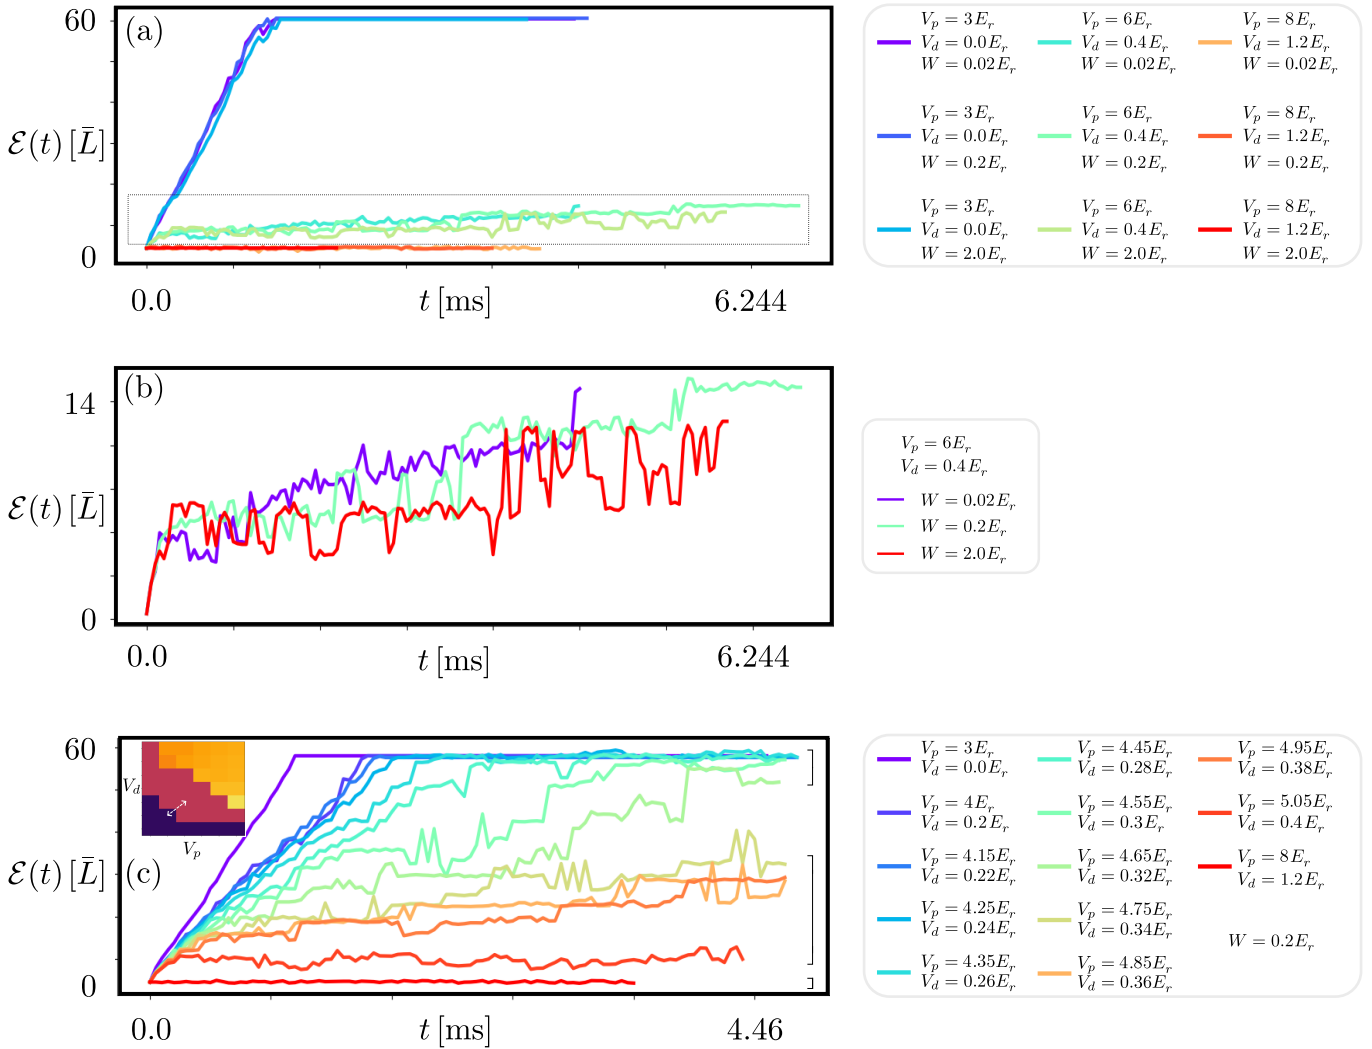 (a)
60
ℰ(t) [L̄]
0
0.0
t [ms]
6.244
V_p = 3E_r
V_d = 0.0E_r
W = 0.02E_r
V_p = 6E_r
V_d = 0.4E_r
W = 0.02E_r
V_p = 8E_r
V_d = 1.2E_r
W = 0.02E_r
V_p = 3E_r
V_d = 0.0E_r
W = 0.2E_r
V_p = 6E_r
V_d = 0.4E_r
W = 0.2E_r
V_p = 8E_r
V_d = 1.2E_r
W = 0.2E_r
V_p = 3E_r
V_d = 0.0E_r
W = 2.0E_r
V_p = 6E_r
V_d = 0.4E_r
W = 2.0E_r
V_p = 8E_r
V_d = 1.2E_r
W = 2.0E_r
(b)
14
ℰ(t) [L̄]
0
0.0
t [ms]
6.244
V_p = 6E_r
V_d = 0.4E_r
W = 0.02E_r
W = 0.2E_r
W = 2.0E_r
60
V_d
V_p
(c)
ℰ(t) [L̄]
0
0.0
t [ms]
4.46
V_p = 3E_r
V_d = 0.0E_r
V_p = 4E_r
V_d = 0.2E_r
V_p = 4.15E_r
V_d = 0.22E_r
V_p = 4.25E_r
V_d = 0.24E_r
V_p = 4.35E_r
V_d = 0.26E_r
V_p = 4.45E_r
V_d = 0.28E_r
V_p = 4.55E_r
V_d = 0.3E_r
V_p = 4.65E_r
V_d = 0.32E_r
V_p = 4.75E_r
V_d = 0.34E_r
V_p = 4.85E_r
V_d = 0.36E_r
V_p = 4.95E_r
V_d = 0.38E_r
V_p = 5.05E_r
V_d = 0.4E_r
V_p = 8E_r
V_d = 1.2E_r
W = 0.2E_r